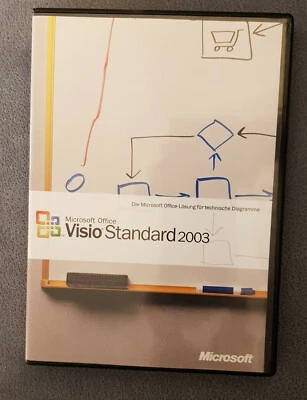 Die Microsoft Office-Lösung für technische Diagramme
Microsoft Office
Visio Standard 2003
Microsoft